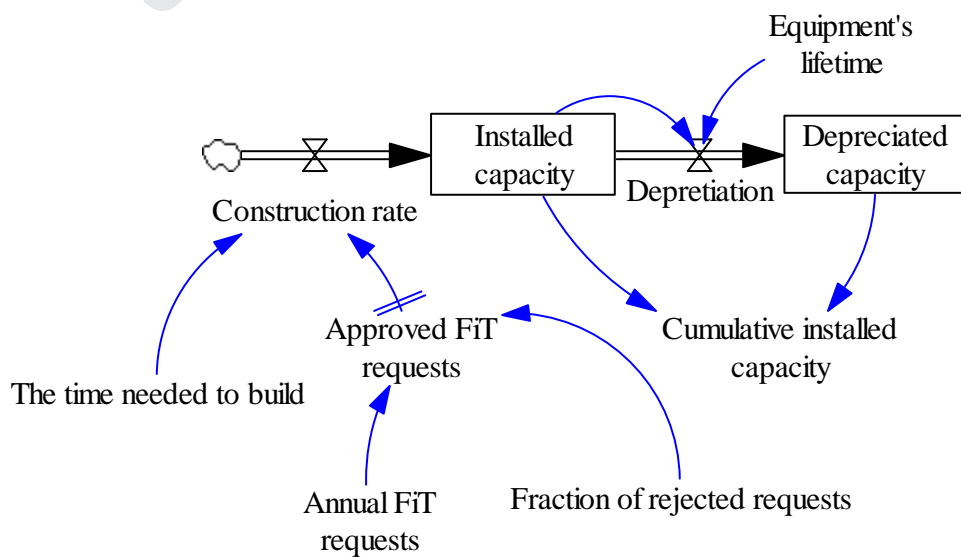 Equipment's
lifetime
Installed
capacity
Depreciated
capacity
Depretiation
Construction rate
Approved FiT
requests
Cumulative installed
capacity
The time needed to build
Annual FiT
requests
Fraction of rejected requests